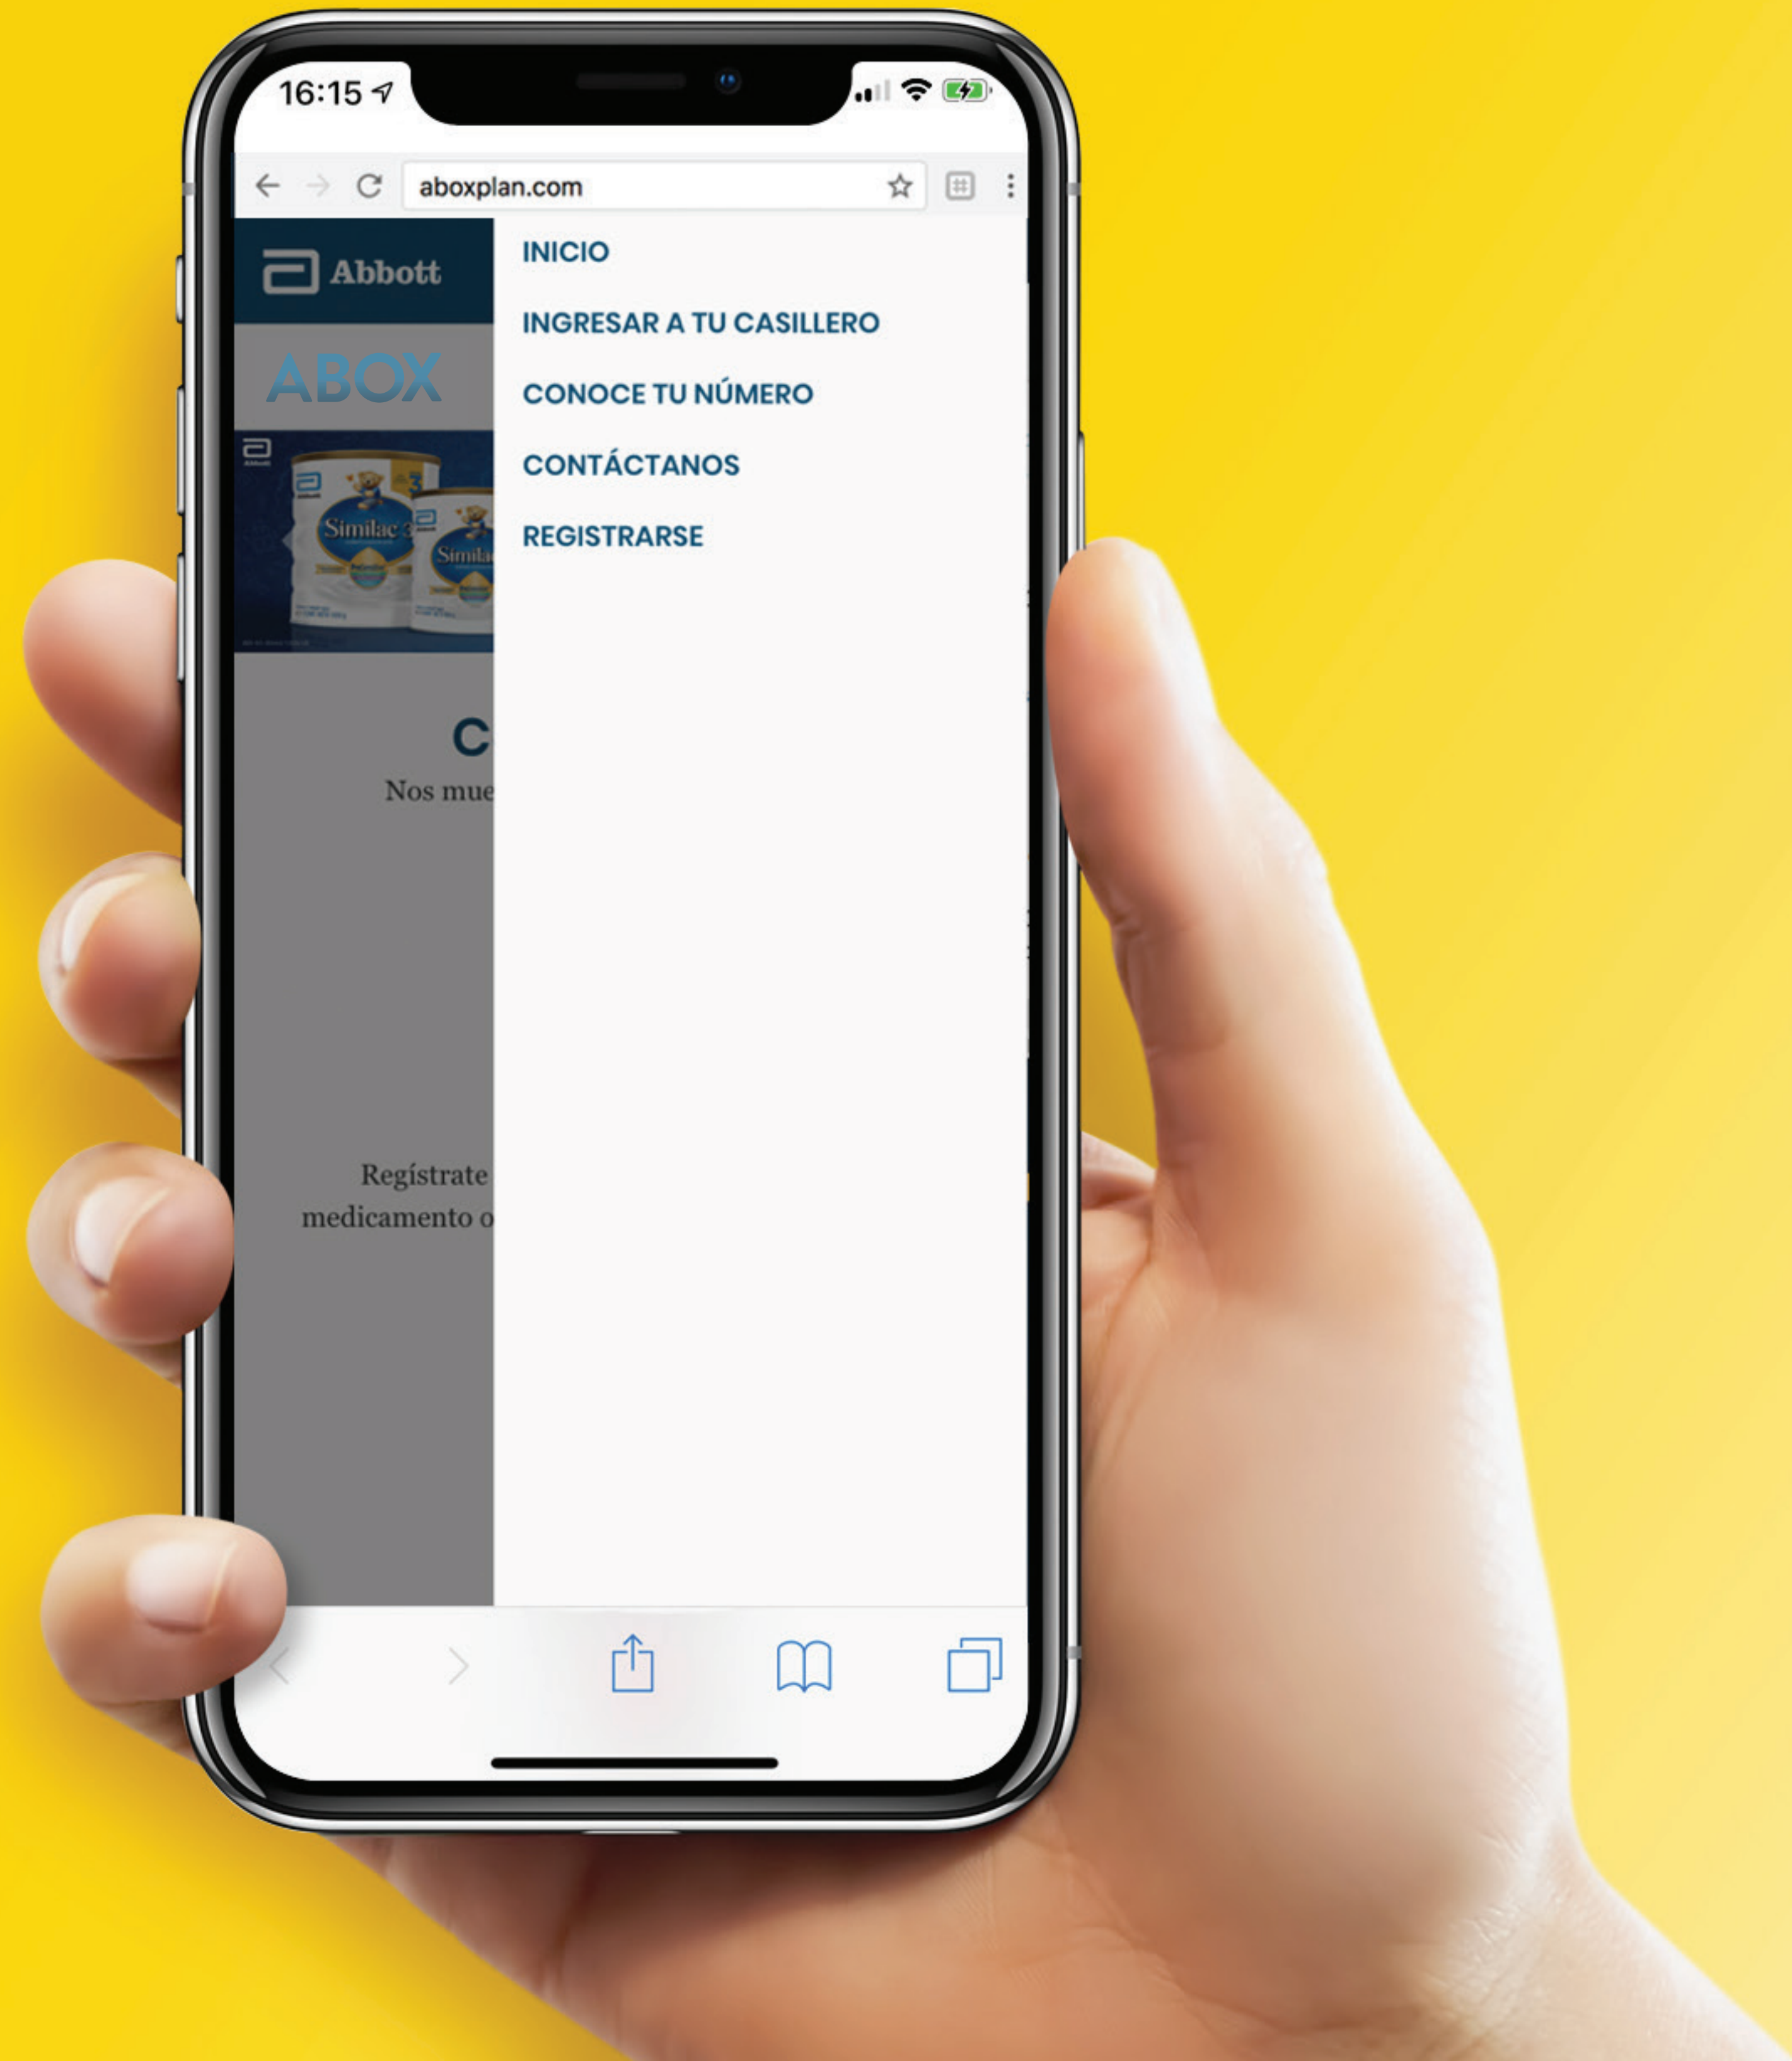 16:15
aboxplan.com
Abbott
ABOX
Similac 3
INICIO
INGRESAR A TU CASILLERO
CONOCE TU NÚMERO
CONTÁCTANOS
REGISTRARSE
Nos
Regístrate
medicamento